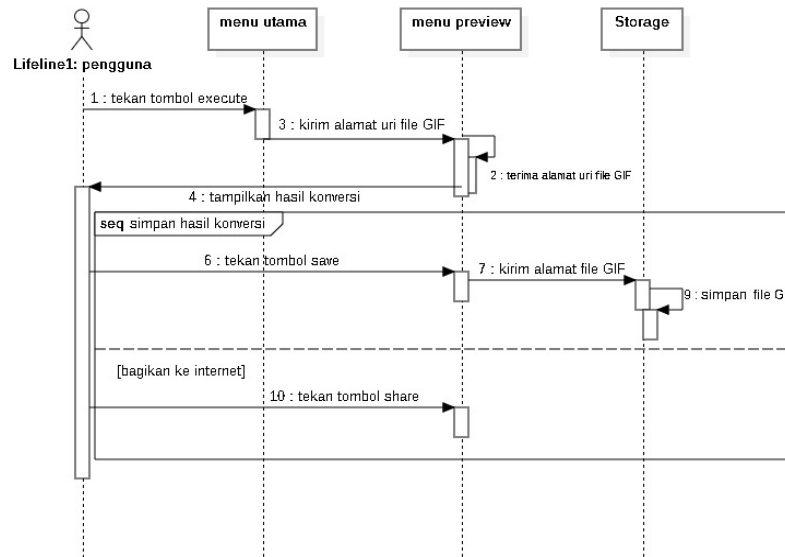 menu utama
menu preview
Storage
Lifeline1: pengguna
1 : tekan tombol execute
3 : kirim alamat uri file GIF
2 : terima alamat uri file GIF
4 : tampilkan hasil konversi
seq simpan hasil konversi
6 : tekan tombol save
7 : kirim alamat file GIF
9 : simpan file G
[bagikan ke internet]
10 : tekan tombol share